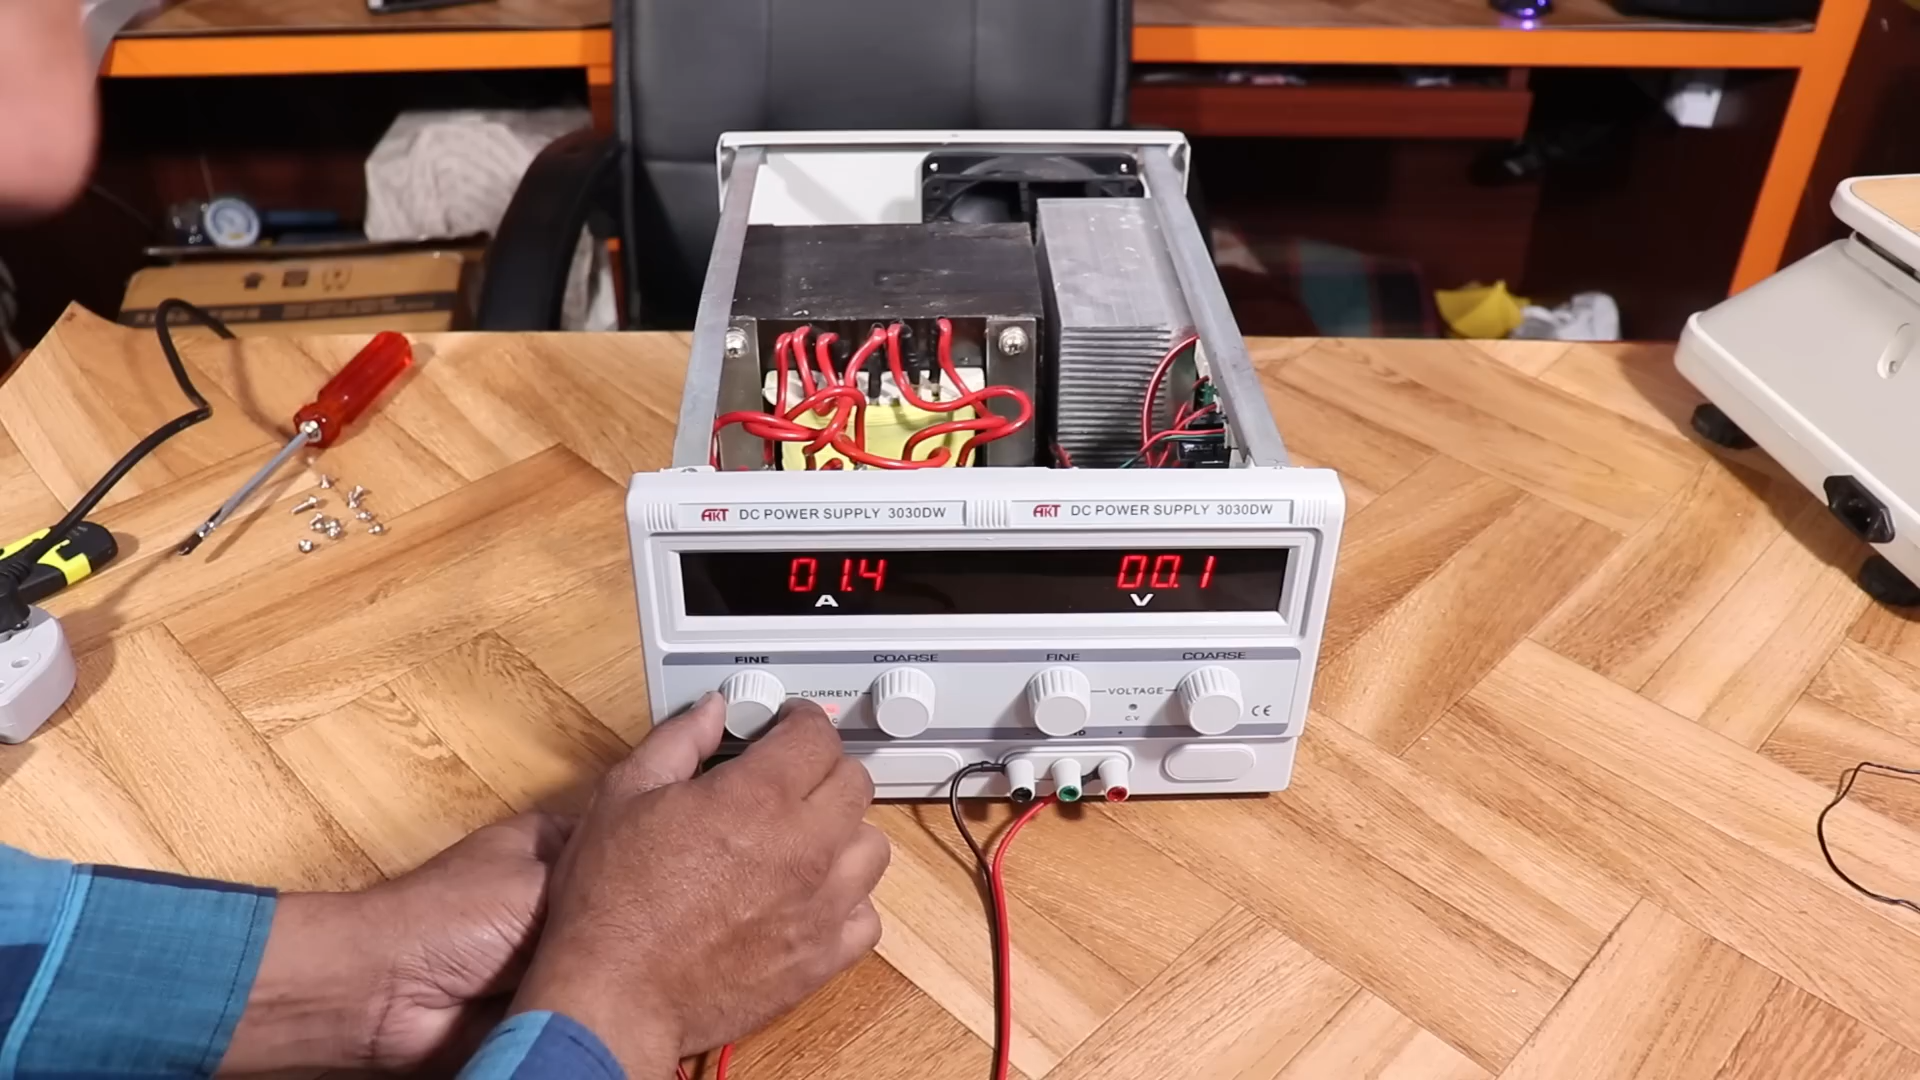 AKT DC POWER SUPPLY 3030DW
AKT DC POWER SUPPLY 3030DW
01.4
00.1
A
V
FINE
COARSE
FINE
COARSE
CURRENT
VOLTAGE
C.V
CE
- +